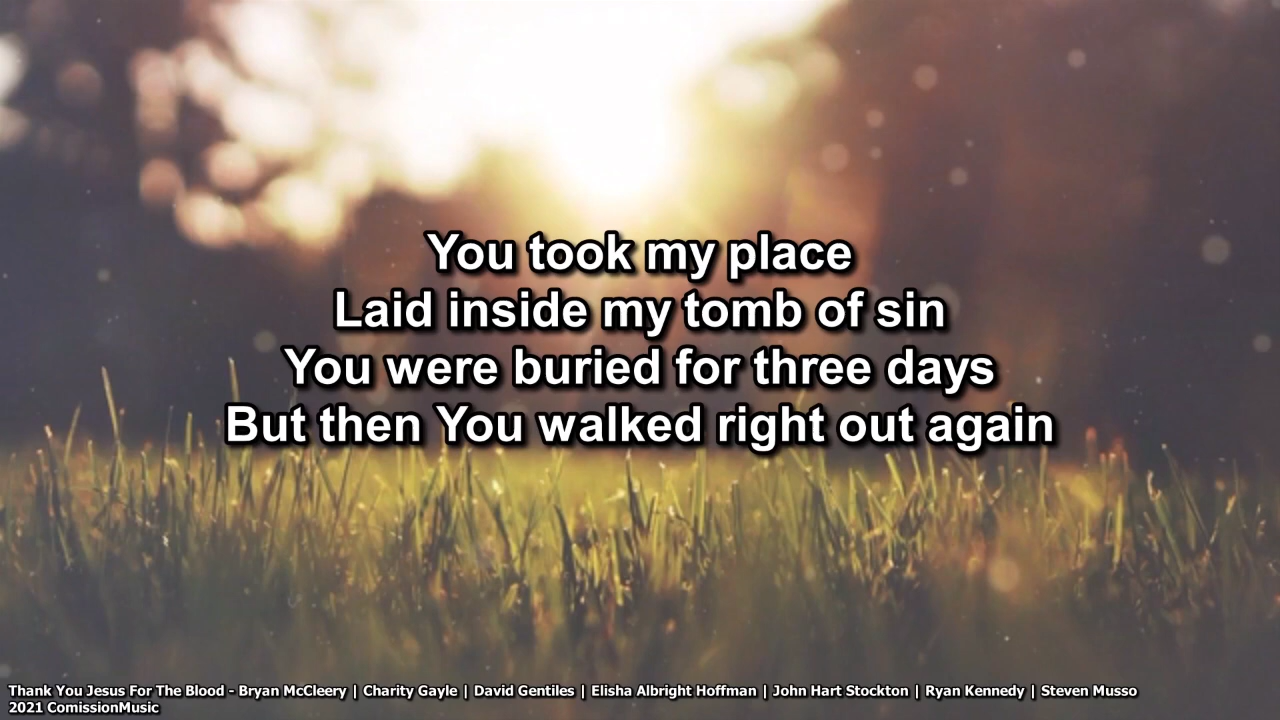 You took my place
Laid inside my tomb of sin
You were buried for three days
But then You walked right out again
Thank You Jesus For The Blood - Bryan McCleery | Charity Gayle | David Gentiles | Elisha Albright Hoffman | John Hart Stockton | Ryan Kennedy | Steven Musso
2021 ComissionMusic